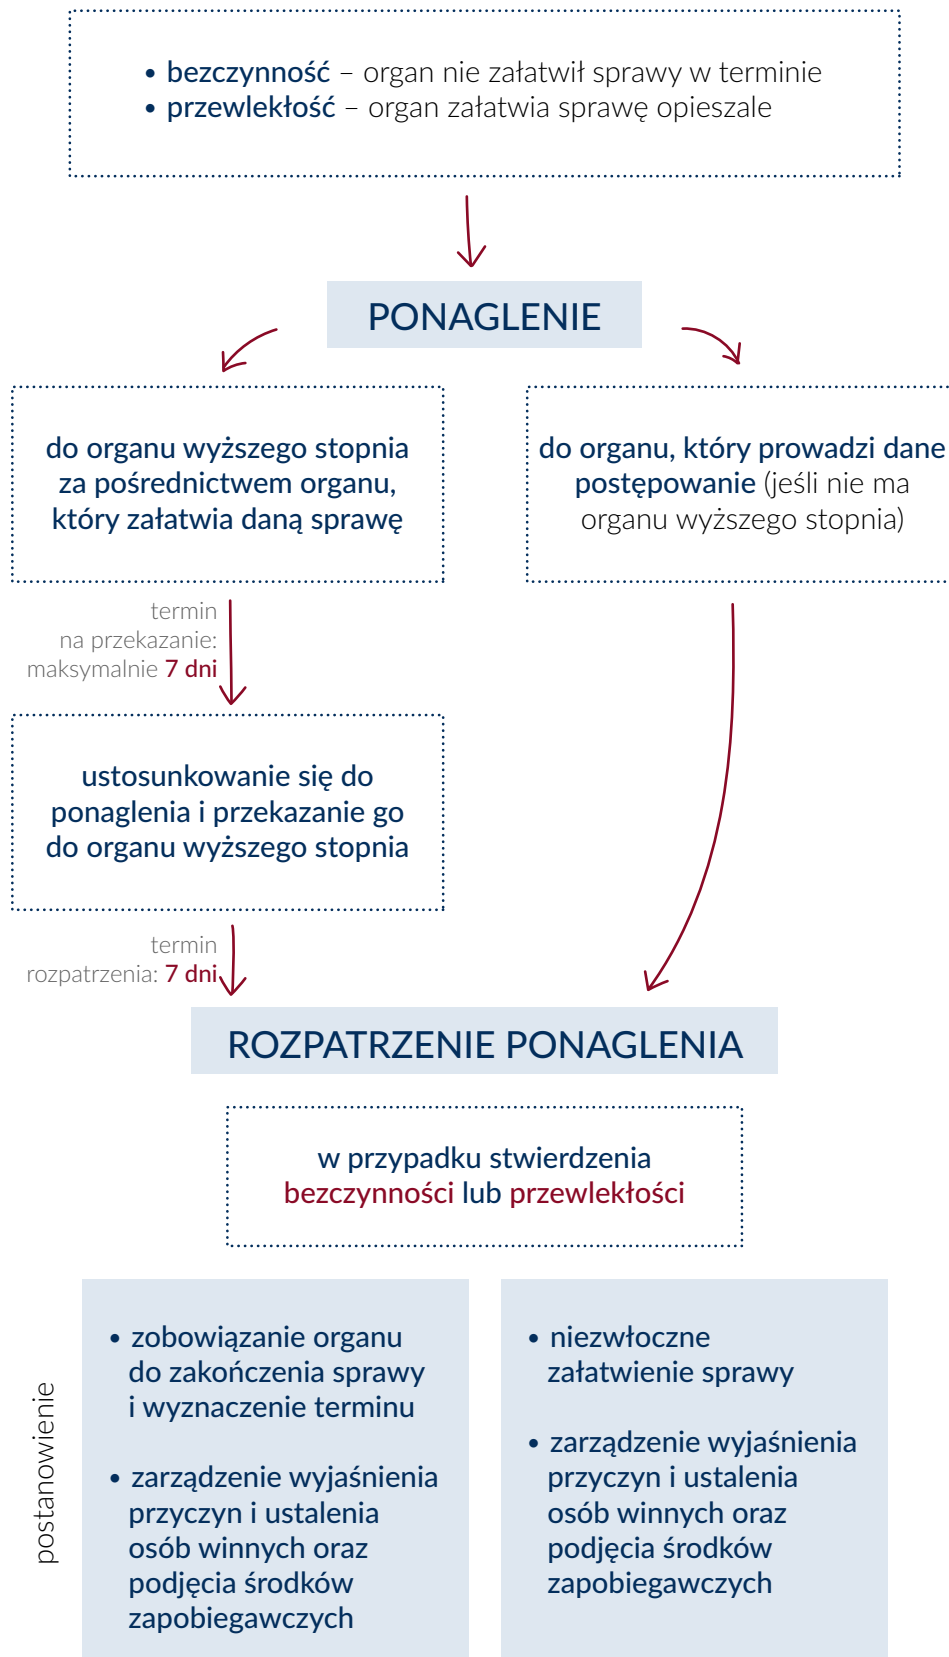 • bezczynność – organ nie załatwił sprawy w terminie
• przewlekłość – organ załatwia sprawę opieszale
PONAGLENIE
do organu wyższego stopnia
za pośrednictwem organu,
który załatwia daną sprawę
do organu, który prowadzi dane
postępowanie (jeśli nie ma
organu wyższego stopnia)
termin
na przekazanie:
maksymalnie 7 dni
ustosunkowanie się do
ponaglenia i przekazanie go
do organu wyższego stopnia
termin
rozpatrzenia: 7 dni
ROZPATRZENIE PONAGLENIA
w przypadku stwierdzenia
bezczynności lub przewlekłości
postanowienie
• zobowiązanie organu
do zakończenia sprawy
i wyznaczenie terminu
• zarządzenie wyjaśnienia
przyczyn i ustalenia
osób winnych oraz
podjęcia środków
zapobiegawczych
• niezwłoczne
załatwienie sprawy
• zarządzenie wyjaśnienia
przyczyn i ustalenia
osób winnych oraz
podjęcia środków
zapobiegawczych